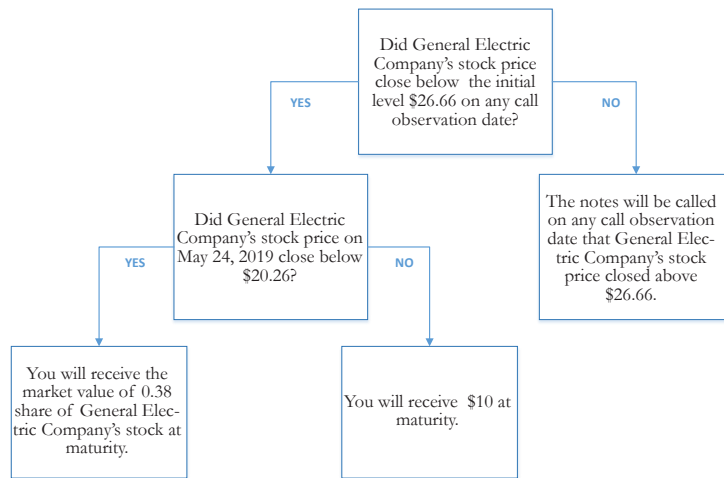 Did General Electric
Company's stock price
close below the initial
level $26.66 on any call
observation date?
YES
NO
Did General Electric
Company's stock price on
May 24, 2019 close below
$20.26?
The notes will be called
on any call observation
date that General Elec-
tric Company's stock
price closed above
$26.66.
YES
NO
You will receive the
market value of 0.38
share of General Elec-
tric Company's stock at
maturity.
You will receive $10 at
maturity.